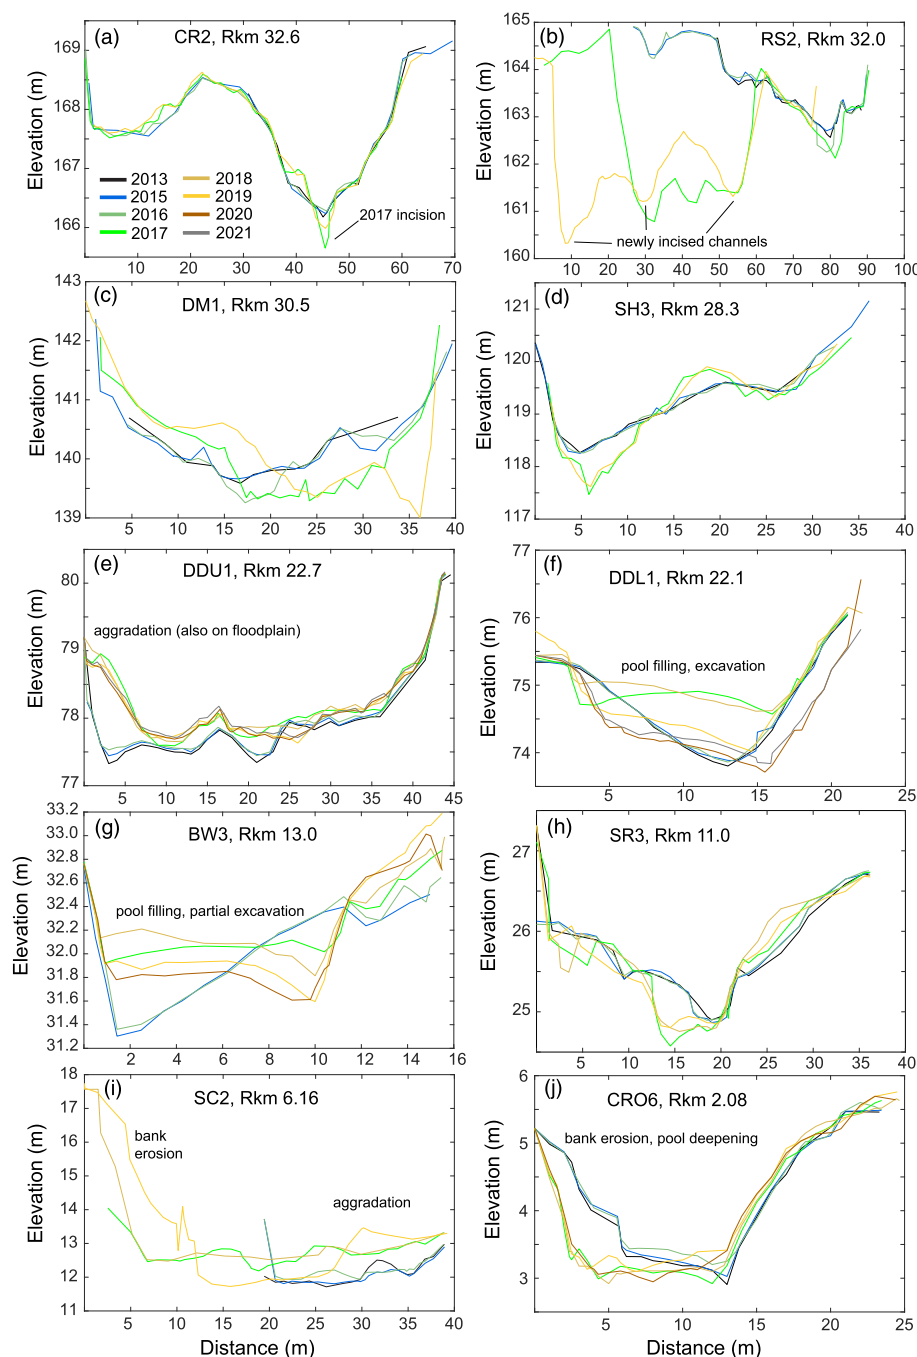 (a) CR2, Rkm 32.6
Elevation (m)
169
168
167
166
2013
2015
2016
2017
2018
2019
2020
2021
2017 incision
10 20 30 40 50 60 70
(b) RS2, Rkm 32.0
Elevation (m)
165
164
163
162
161
160
newly incised channels
10 20 30 40 50 60 70 80 90 100
(c) DM1, Rkm 30.5
Elevation (m)
143
142
141
140
139
5 10 15 20 25 30 35 40
(d) SH3, Rkm 28.3
Elevation (m)
121
120
119
118
117
5 10 15 20 25 30 35 40
(e) DDU1, Rkm 22.7
Elevation (m)
80
79
78
77
aggradation (also on floodplain)
5 10 15 20 25 30 35 40 45
(f) DDL1, Rkm 22.1
Elevation (m)
77
76
75
74
pool filling, excavation
5 10 15 20 25
(g) BW3, Rkm 13.0
Elevation (m)
33.2
33.0
32.8
32.6
32.4
32.2
32.0
31.8
31.6
31.4
31.2
pool filling, partial excavation
2 4 6 8 10 12 14 16
(h) SR3, Rkm 11.0
Elevation (m)
27
26
25
5 10 15 20 25 30 35 40
(i) SC2, Rkm 6.16
Elevation (m)
18
17
16
15
14
13
12
11
bank
erosion
aggradation
5 10 15 20 25 30 35 40
Distance (m)
(j) CRO6, Rkm 2.08
Elevation (m)
6
5
4
3
bank erosion, pool deepening
5 10 15 20 25
Distance (m)